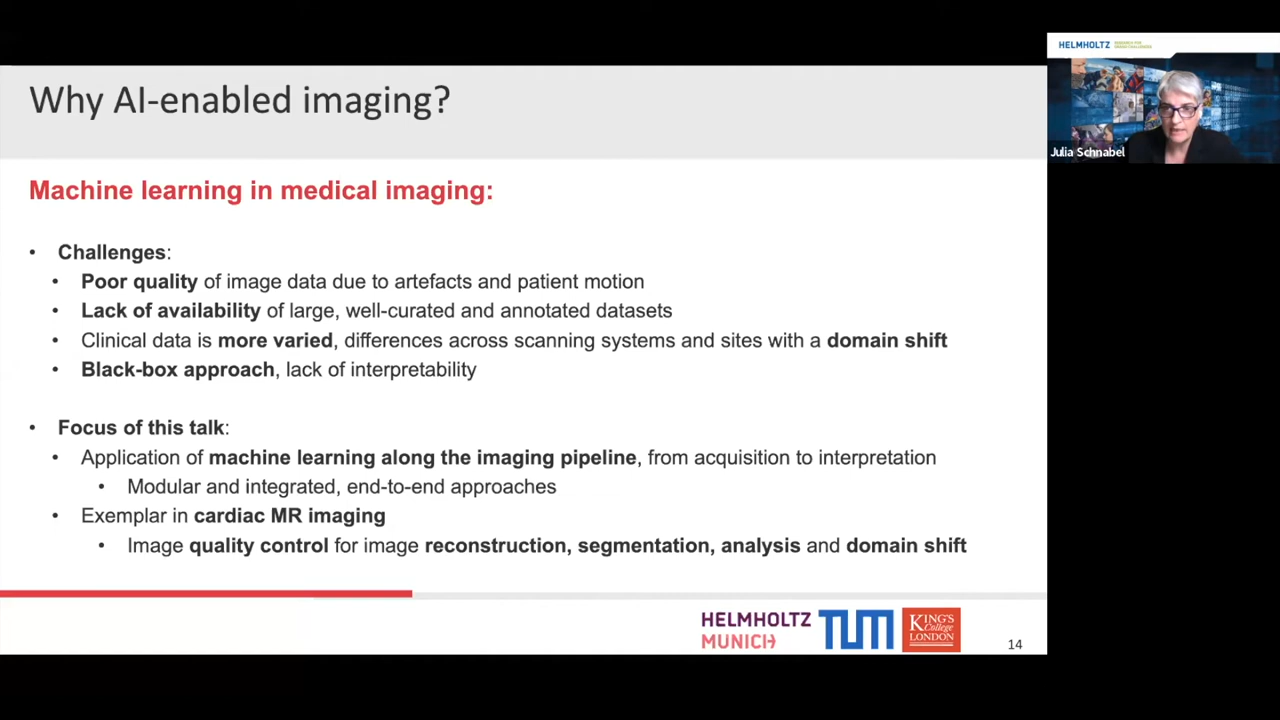 HELMHOLTZ
Why AI-enabled imaging?
Julia Schnabel
Machine learning in medical imaging:
• Challenges:
• Poor quality of image data due to artefacts and patient motion
• Lack of availability of large, well-curated and annotated datasets
• Clinical data is more varied, differences across scanning systems and sites with a domain shift
• Black-box approach, lack of interpretability
• Focus of this talk:
• Application of machine learning along the imaging pipeline, from acquisition to interpretation
• Modular and integrated, end-to-end approaches
• Exemplar in cardiac MR imaging
• Image quality control for image reconstruction, segmentation, analysis and domain shift
HELMHOLTZ
MUNICH
TUM
KING'S
College
LONDON
14